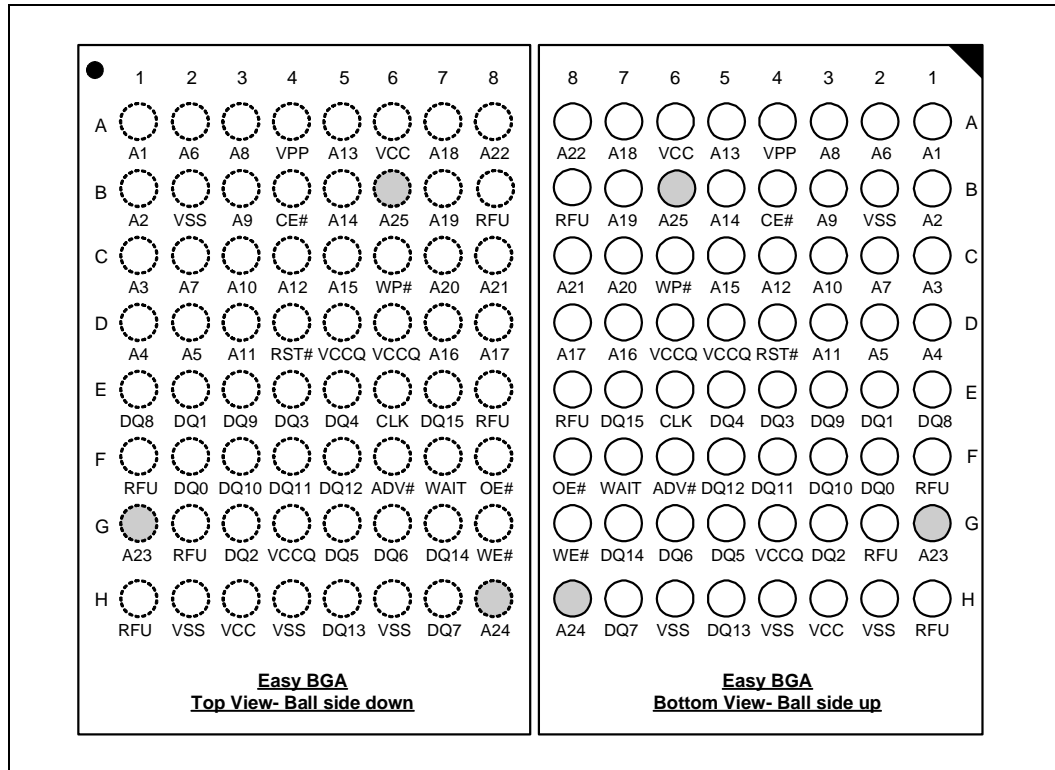 1 2 3 4 5 6 7 8
A
A1 A6 A8 VPP A13 VCC A18 A22
B
A2 VSS A9 CE# A14 A25 A19 RFU
C
A3 A7 A10 A12 A15 WP# A20 A21
D
A4 A5 A11 RST# VCCQ VCCQ A16 A17
E
DQ8 DQ1 DQ9 DQ3 DQ4 CLK DQ15 RFU
F
RFU DQ0 DQ10 DQ11 DQ12 ADV# WAIT OE#
G
A23 RFU DQ2 VCCQ DQ5 DQ6 DQ14 WE#
H
RFU VSS VCC VSS DQ13 VSS DQ7 A24
Easy BGA
Top View- Ball side down
8 7 6 5 4 3 2 1
A
A22 A18 VCC A13 VPP A8 A6 A1
B
RFU A19 A25 A14 CE# A9 VSS A2
C
A21 A20 WP# A15 A12 A10 A7 A3
D
A17 A16 VCCQ VCCQ RST# A11 A5 A4
E
RFU DQ15 CLK DQ4 DQ3 DQ9 DQ1 DQ8
F
OE# WAIT ADV# DQ12 DQ11 DQ10 DQ0 RFU
G
WE# DQ14 DQ6 DQ5 VCCQ DQ2 RFU A23
H
A24 DQ7 VSS DQ13 VSS VCC VSS RFU
Easy BGA
Bottom View- Ball side up